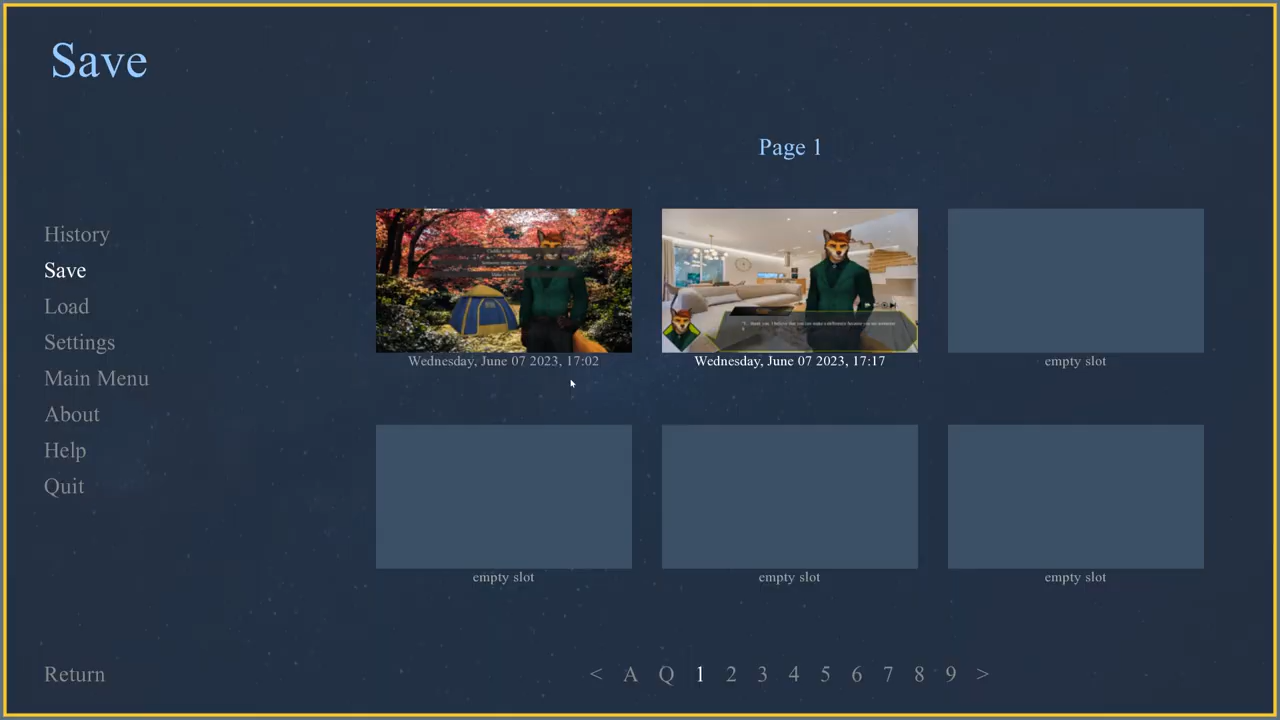 Save
Page 1
History
Save
Load
Settings
Main Menu
About
Help
Quit
Wednesday, June 07 2023, 17:02
Wednesday, June 07 2023, 17:17
empty slot
empty slot
empty slot
empty slot
Return
< A Q 1 2 3 4 5 6 7 8 9 >